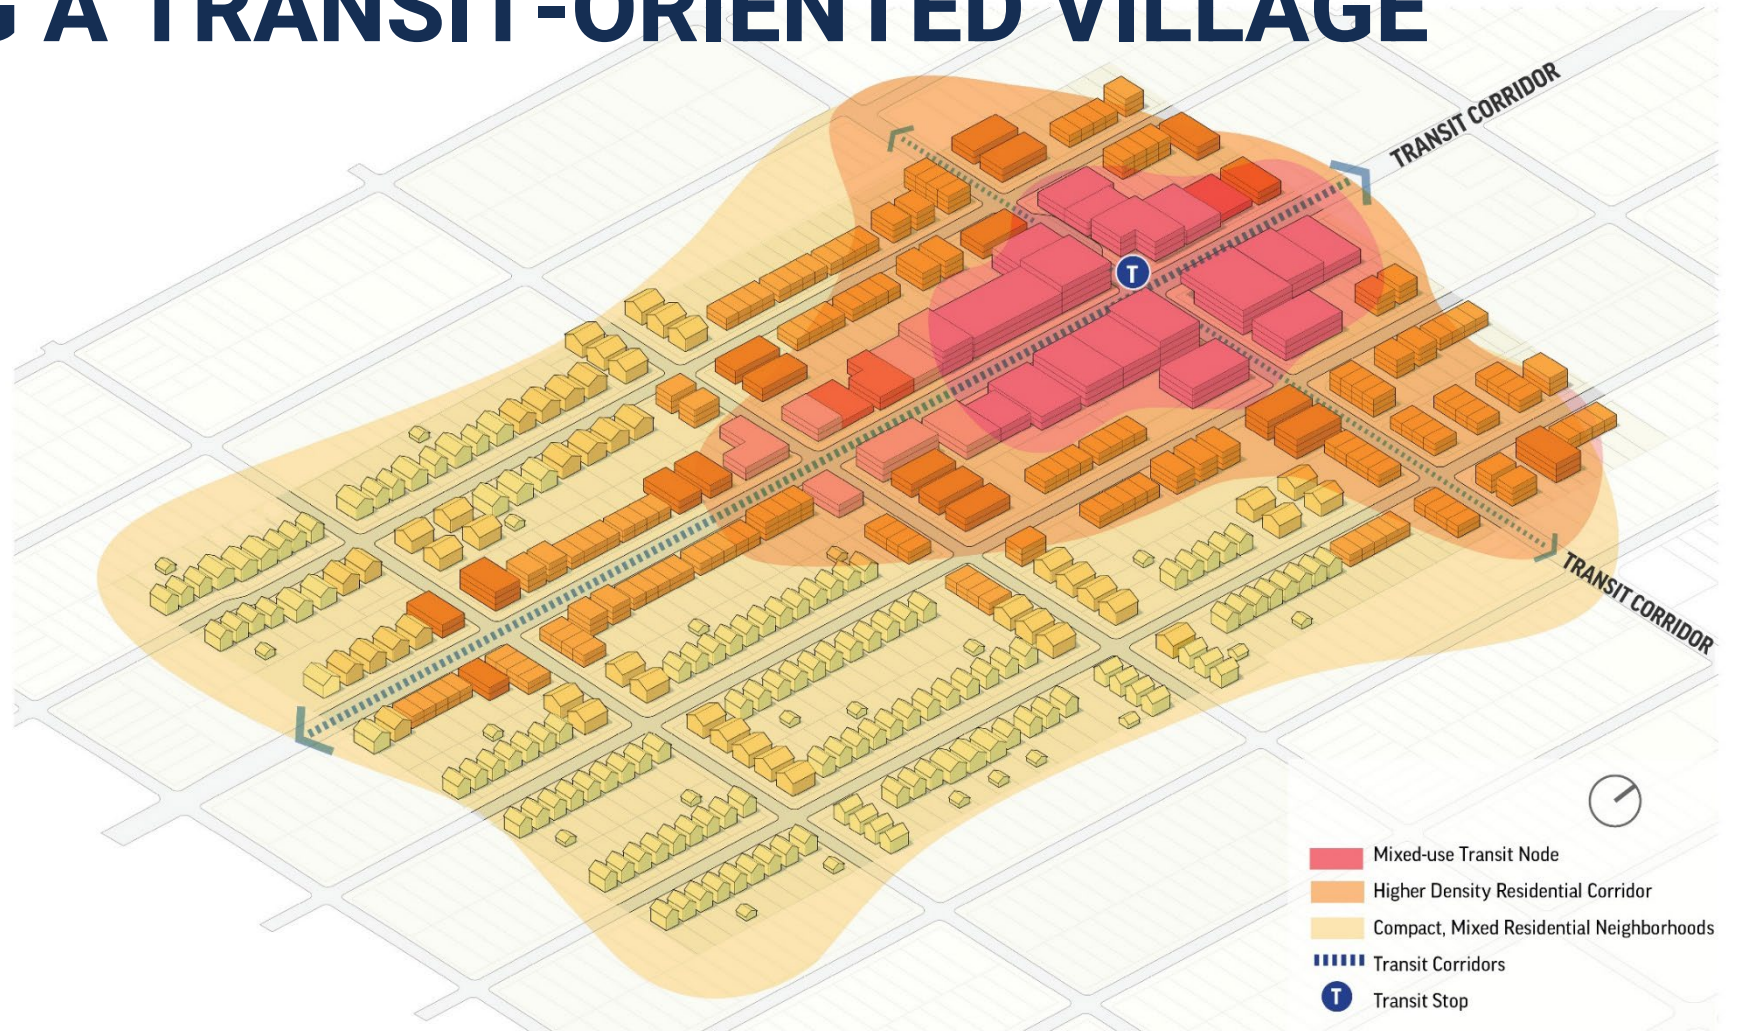 G A TRANSIT-ORIENTED VILLAGE
TRANSIT CORRIDOR
T
TRANSIT CORRIDOR
Mixed-use Transit Node
Higher Density Residential Corridor
Compact, Mixed Residential Neighborhoods
Transit Corridors
T Transit Stop